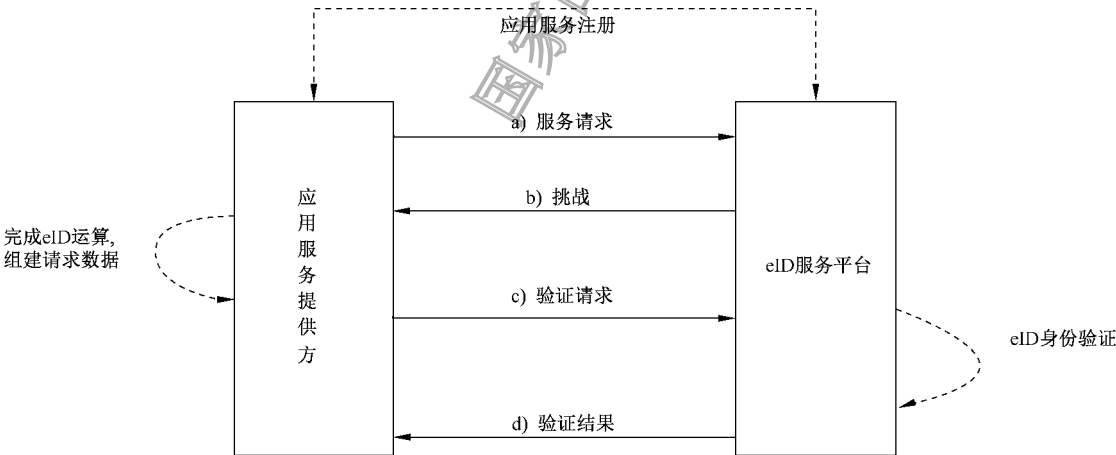 应用服务注册
国家
a) 服务请求
b) 挑战
完成eID运算,
组建请求数据
应
用
服
务
提
供
方
eID服务平台
c) 验证请求
eID身份验证
d) 验证结果